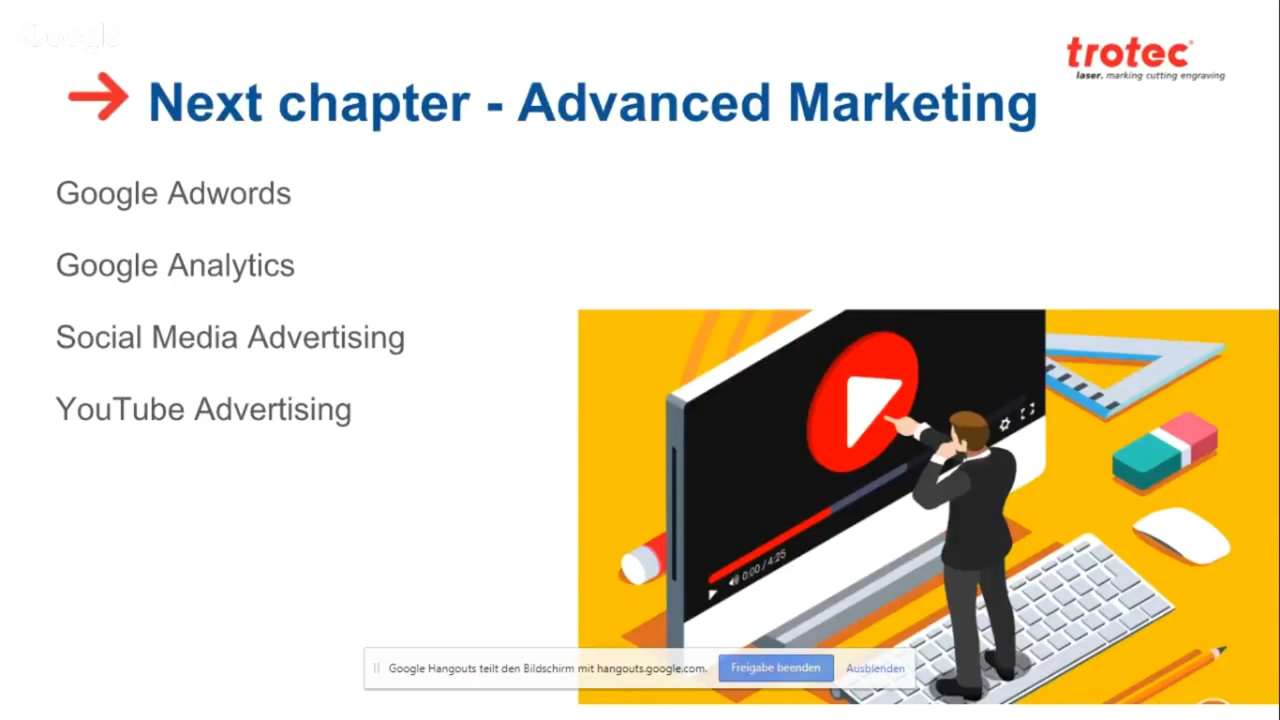 Google
trotec®
laser. marking cutting engraving
Next chapter - Advanced Marketing
Google Adwords
Google Analytics
Social Media Advertising
YouTube Advertising
0:00 / 4:25
Google Hangouts teilt den Bildschirm mit hangouts.google.com. Freigabe beenden Ausblenden